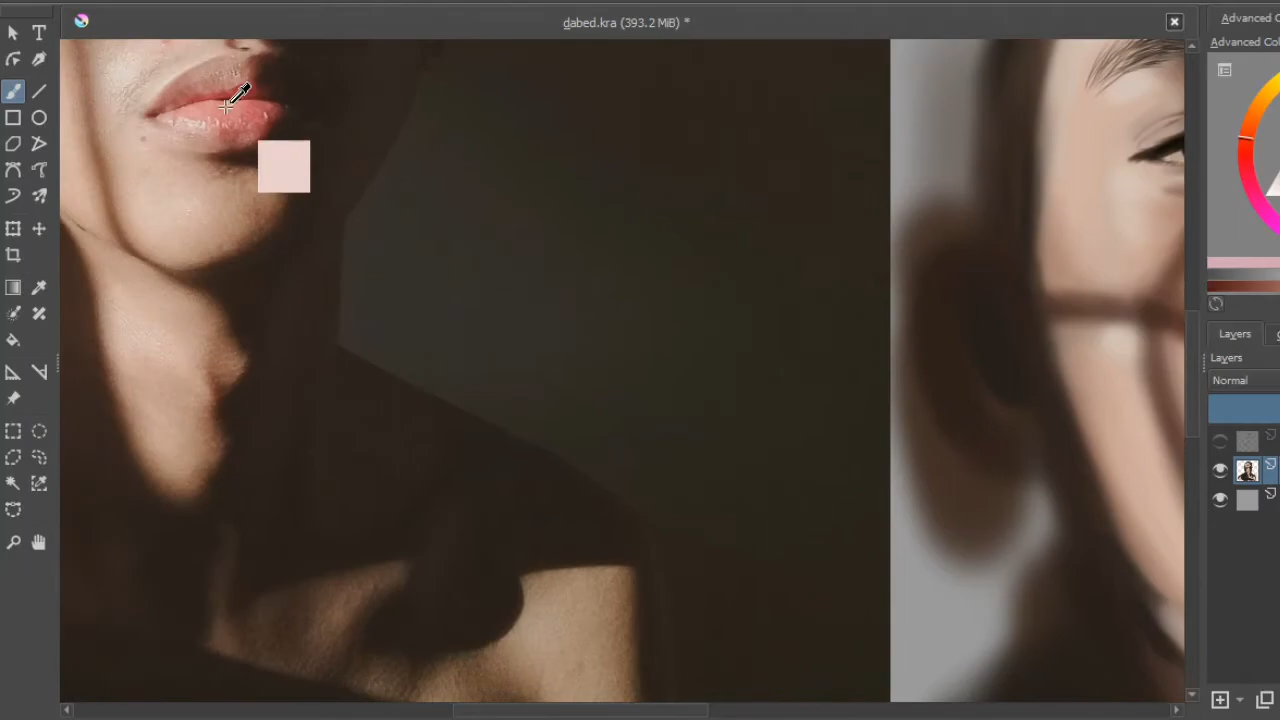 dabed.kra (393.2 MiB) *
Advanced Co
Advanced Col
Layers
Layers
Normal